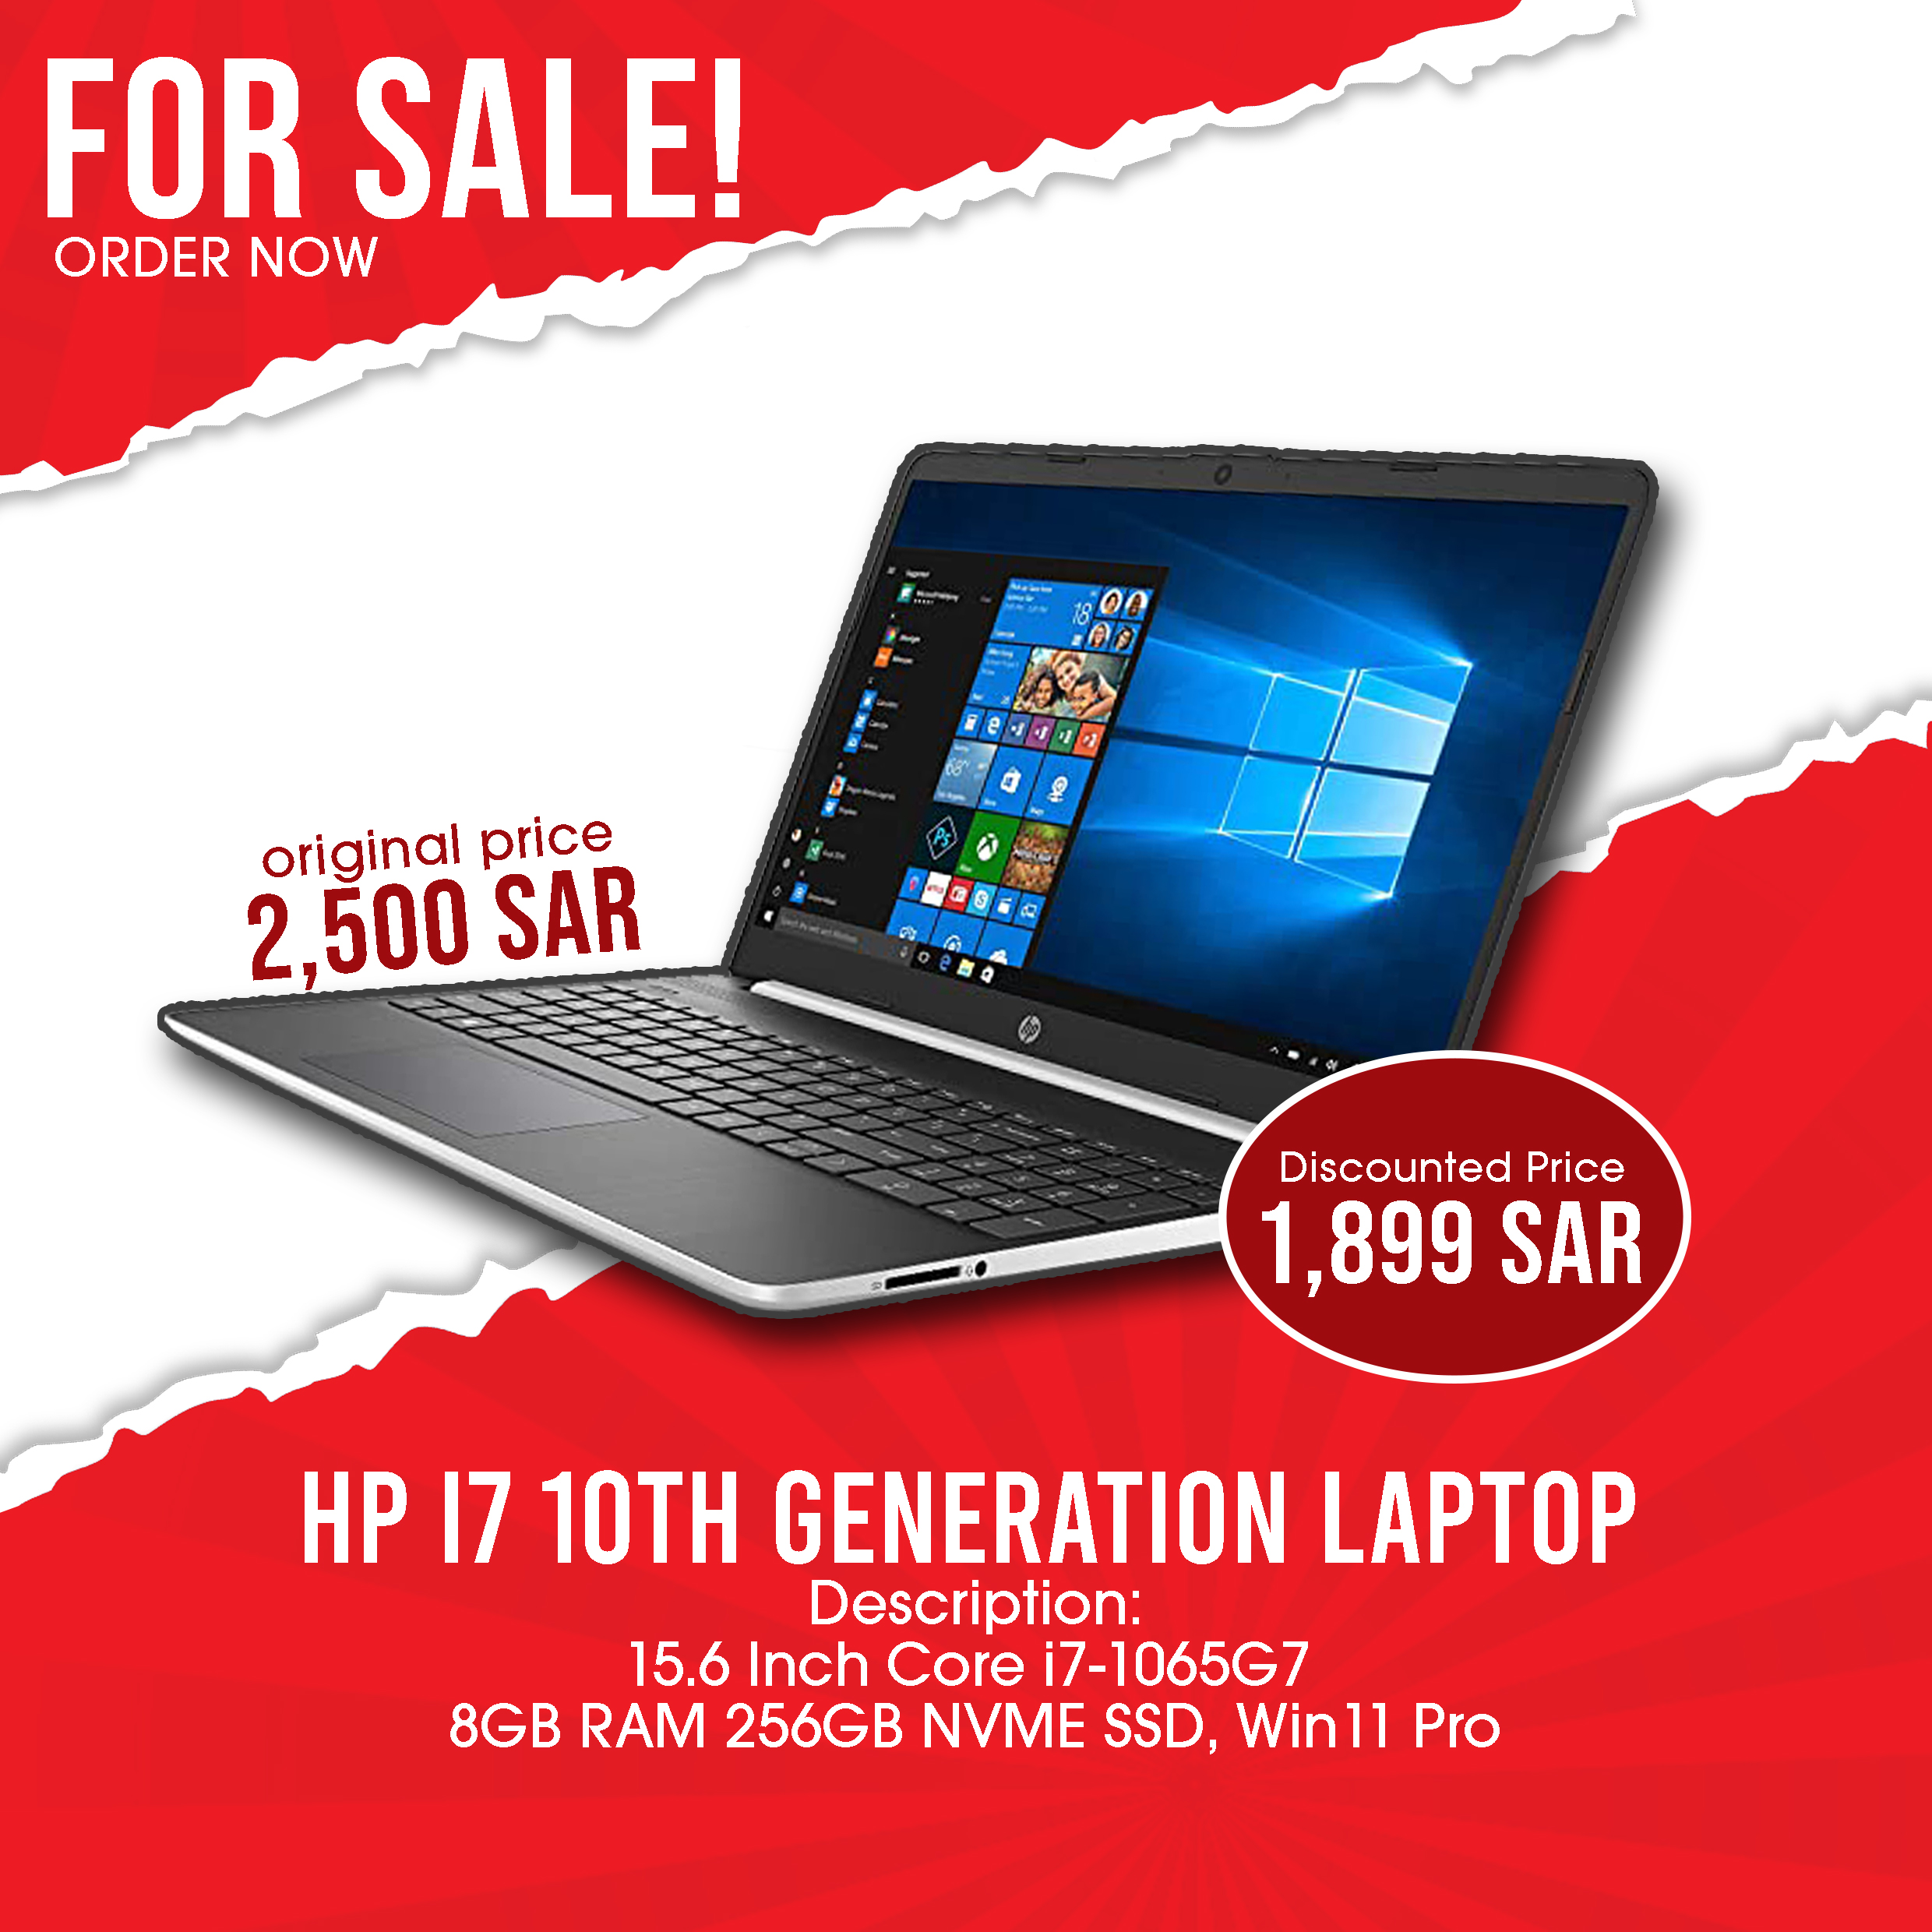 FOR SALE!
ORDER NOW
original price
2,500 SAR
hp
Discounted Price
1,899 SAR
HP I7 10TH GENERATION LAPTOP
Description:
15.6 Inch Core i7-1065G7
8GB RAM 256GB NVME SSD, Win11 Pro